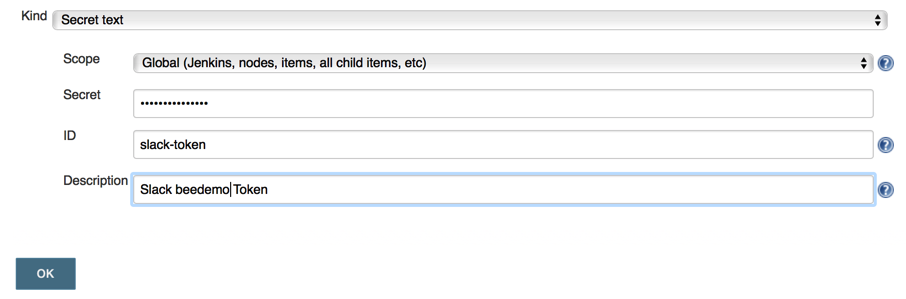 Kind Secret text
Scope Global (Jenkins, nodes, items, all child items, etc)
Secret •••••••••••••••
ID slack-token
Description Slack beedemo Token
OK